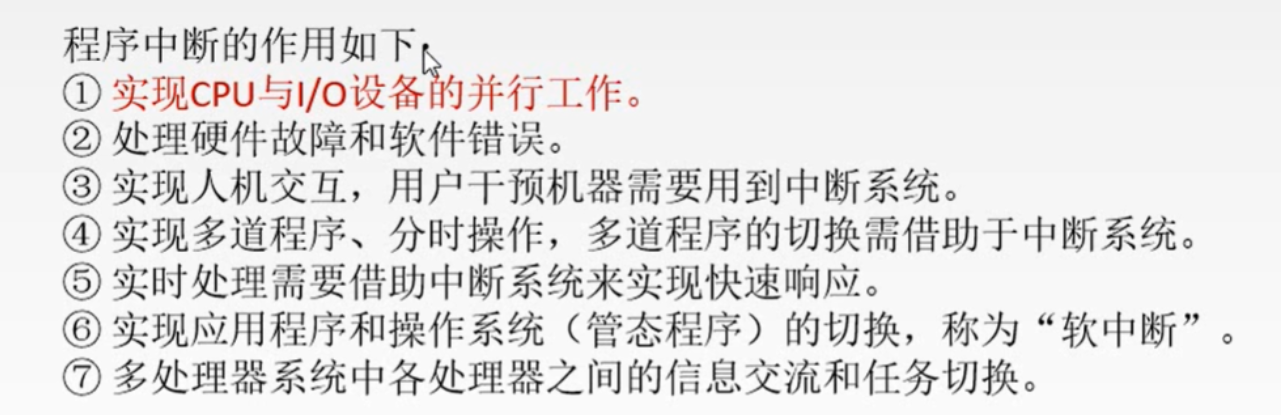 程序中断的作用如下：
① 实现CPU与I/O设备的并行工作。
② 处理硬件故障和软件错误。
③ 实现人机交互，用户干预机器需要用到中断系统。
④ 实现多道程序、分时操作，多道程序的切换需借助于中断系统。
⑤ 实时处理需要借助中断系统来实现快速响应。
⑥ 实现应用程序和操作系统（管态程序）的切换，称为“软中断”。
⑦ 多处理器系统中各处理器之间的信息交流和任务切换。